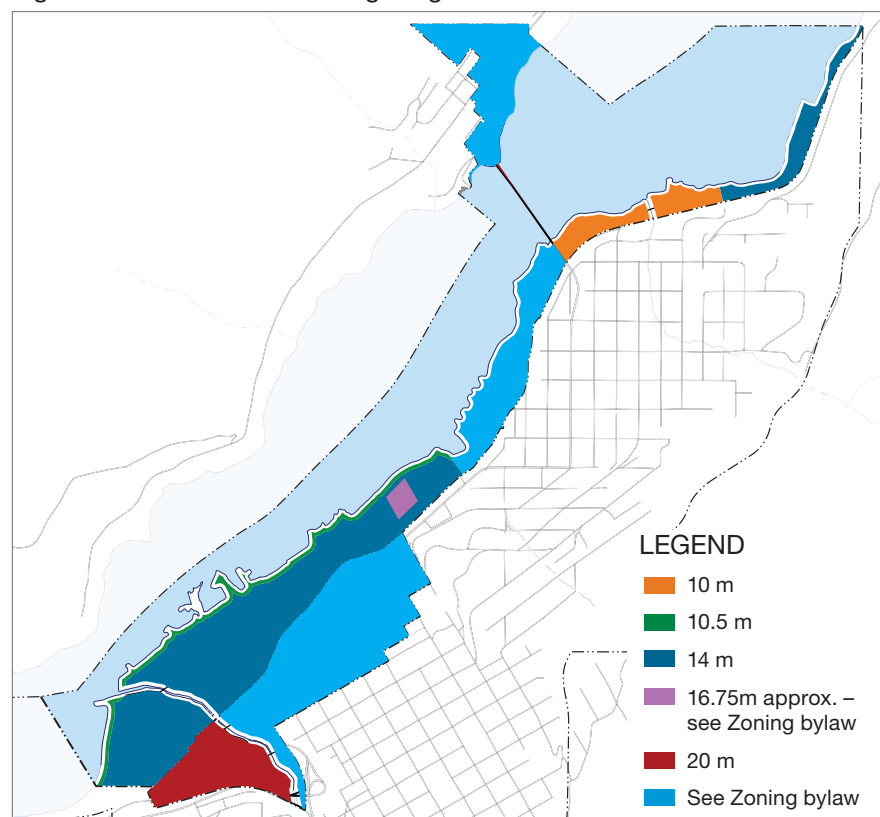 LEGEND
10 m
10.5 m
14 m
16.75m approx. –
see Zoning bylaw
20 m
See Zoning bylaw